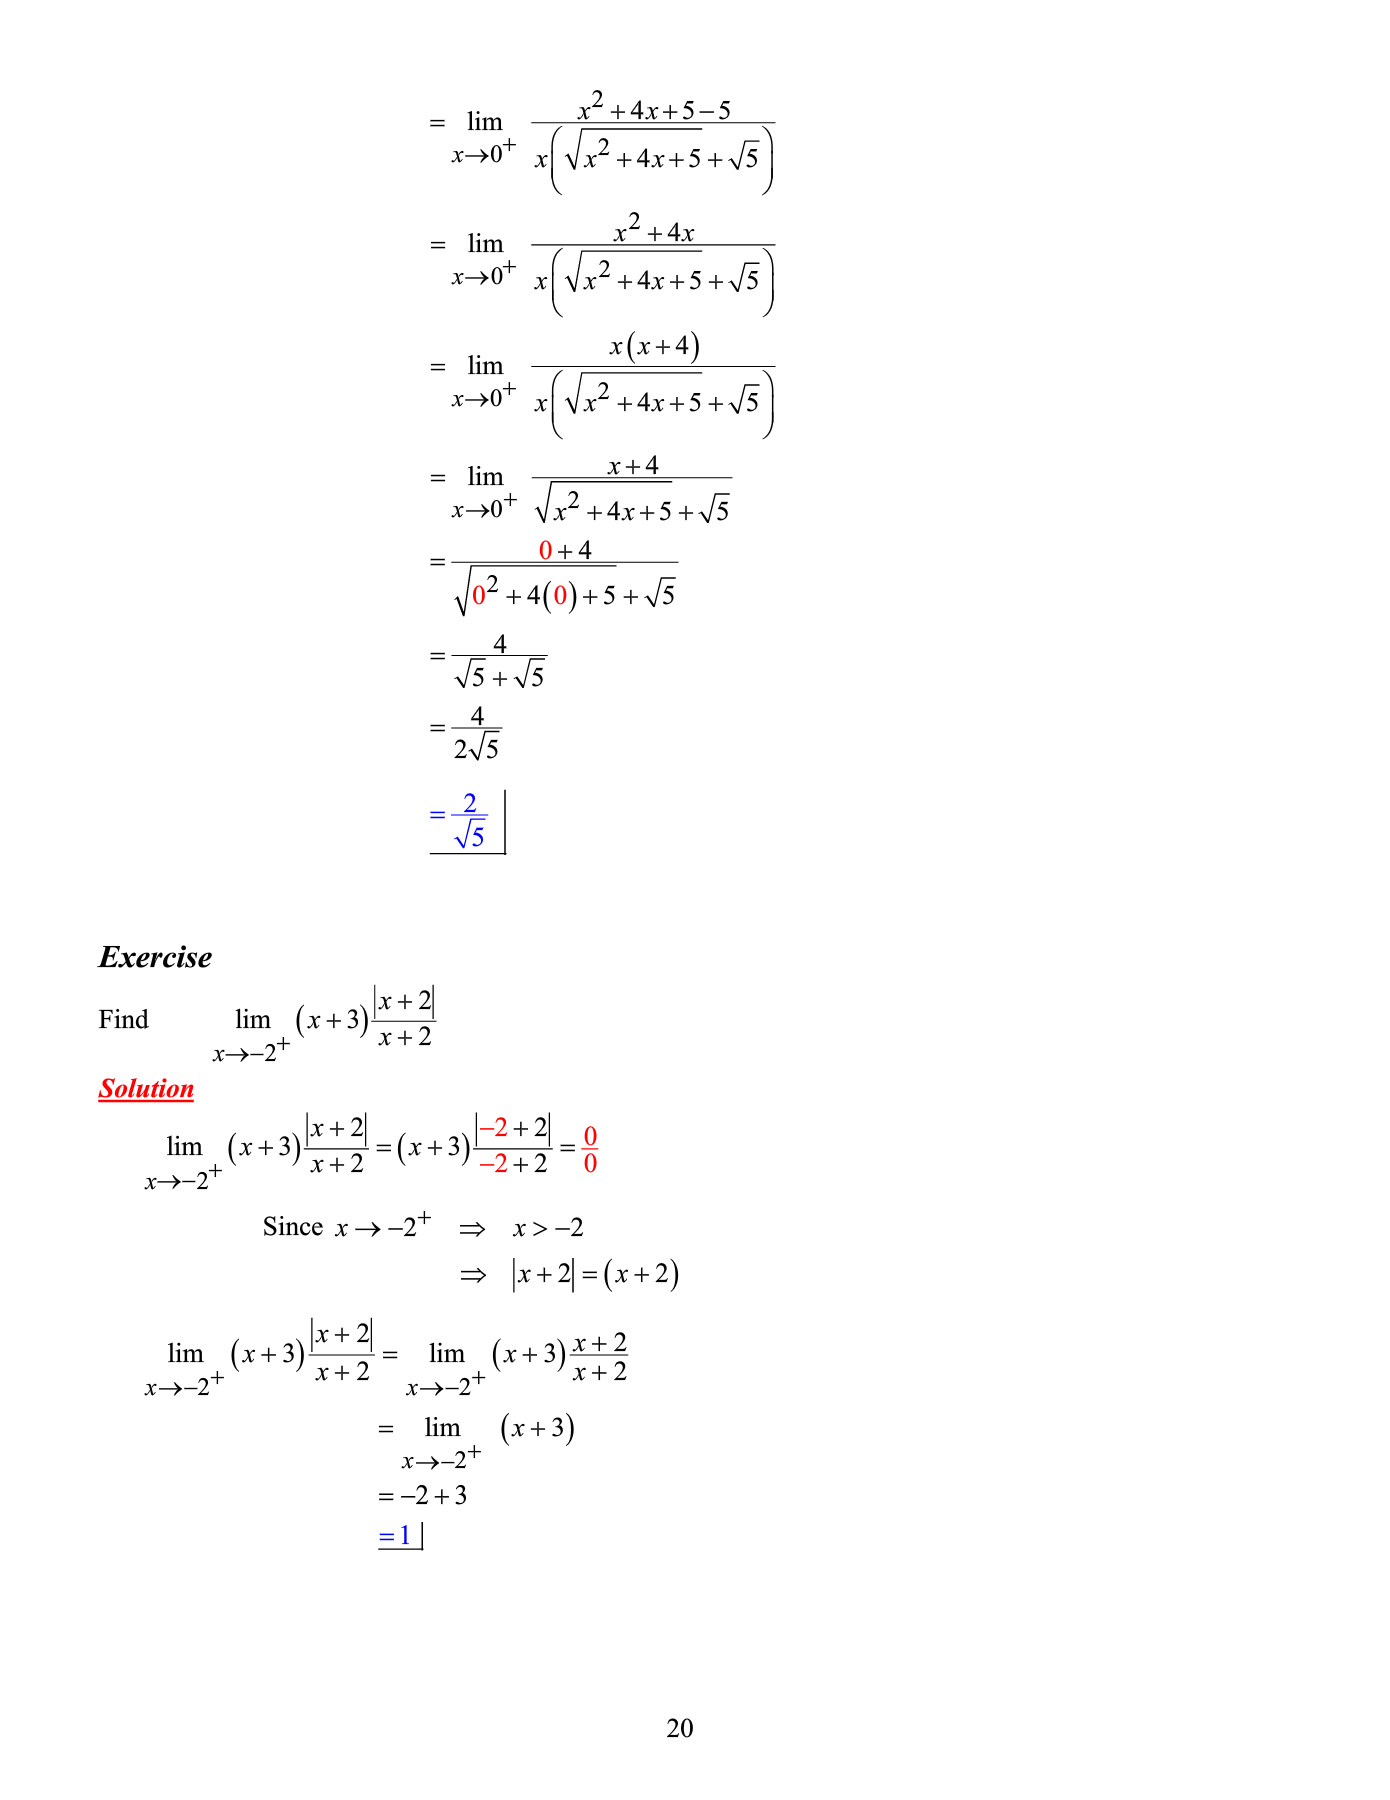 $= \lim_{x \to 0^+} \frac{x^2 + 4x + 5 - 5}{x\left(\sqrt{x^2 + 4x + 5} + \sqrt{5}\right)}$
$= \lim_{x \to 0^+} \frac{x^2 + 4x}{x\left(\sqrt{x^2 + 4x + 5} + \sqrt{5}\right)}$
$= \lim_{x \to 0^+} \frac{x(x + 4)}{x\left(\sqrt{x^2 + 4x + 5} + \sqrt{5}\right)}$
$= \lim_{x \to 0^+} \frac{x + 4}{\sqrt{x^2 + 4x + 5} + \sqrt{5}}$
$= \frac{0 + 4}{\sqrt{0^2 + 4(0) + 5} + \sqrt{5}}$
$= \frac{4}{\sqrt{5} + \sqrt{5}}$
$= \frac{4}{2\sqrt{5}}$
$= \frac{2}{\sqrt{5}}$
Exercise
Find $\lim_{x \to -2^+} (x + 3)\frac{|x + 2|}{x + 2}$
Solution
$\lim_{x \to -2^+} (x + 3)\frac{|x + 2|}{x + 2} = (x + 3)\frac{|-2 + 2|}{-2 + 2} = \frac{0}{0}$
Since $x \to -2^+ \Rightarrow x > -2$
$\Rightarrow |x + 2| = (x + 2)$
$\lim_{x \to -2^+} (x + 3)\frac{|x + 2|}{x + 2} = \lim_{x \to -2^+} (x + 3)\frac{x + 2}{x + 2}$
$= \lim_{x \to -2^+} (x + 3)$
$= -2 + 3$
$= 1$
20